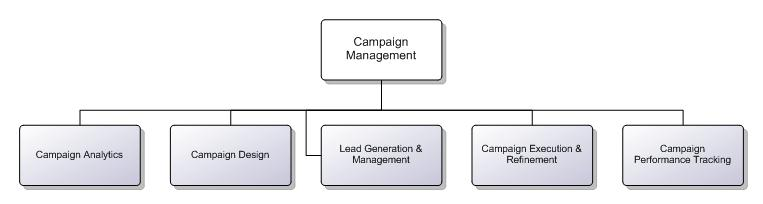 Campaign
Management
Campaign Analytics
Campaign Design
Lead Generation &
Management
Campaign Execution &
Refinement
Campaign
Performance Tracking